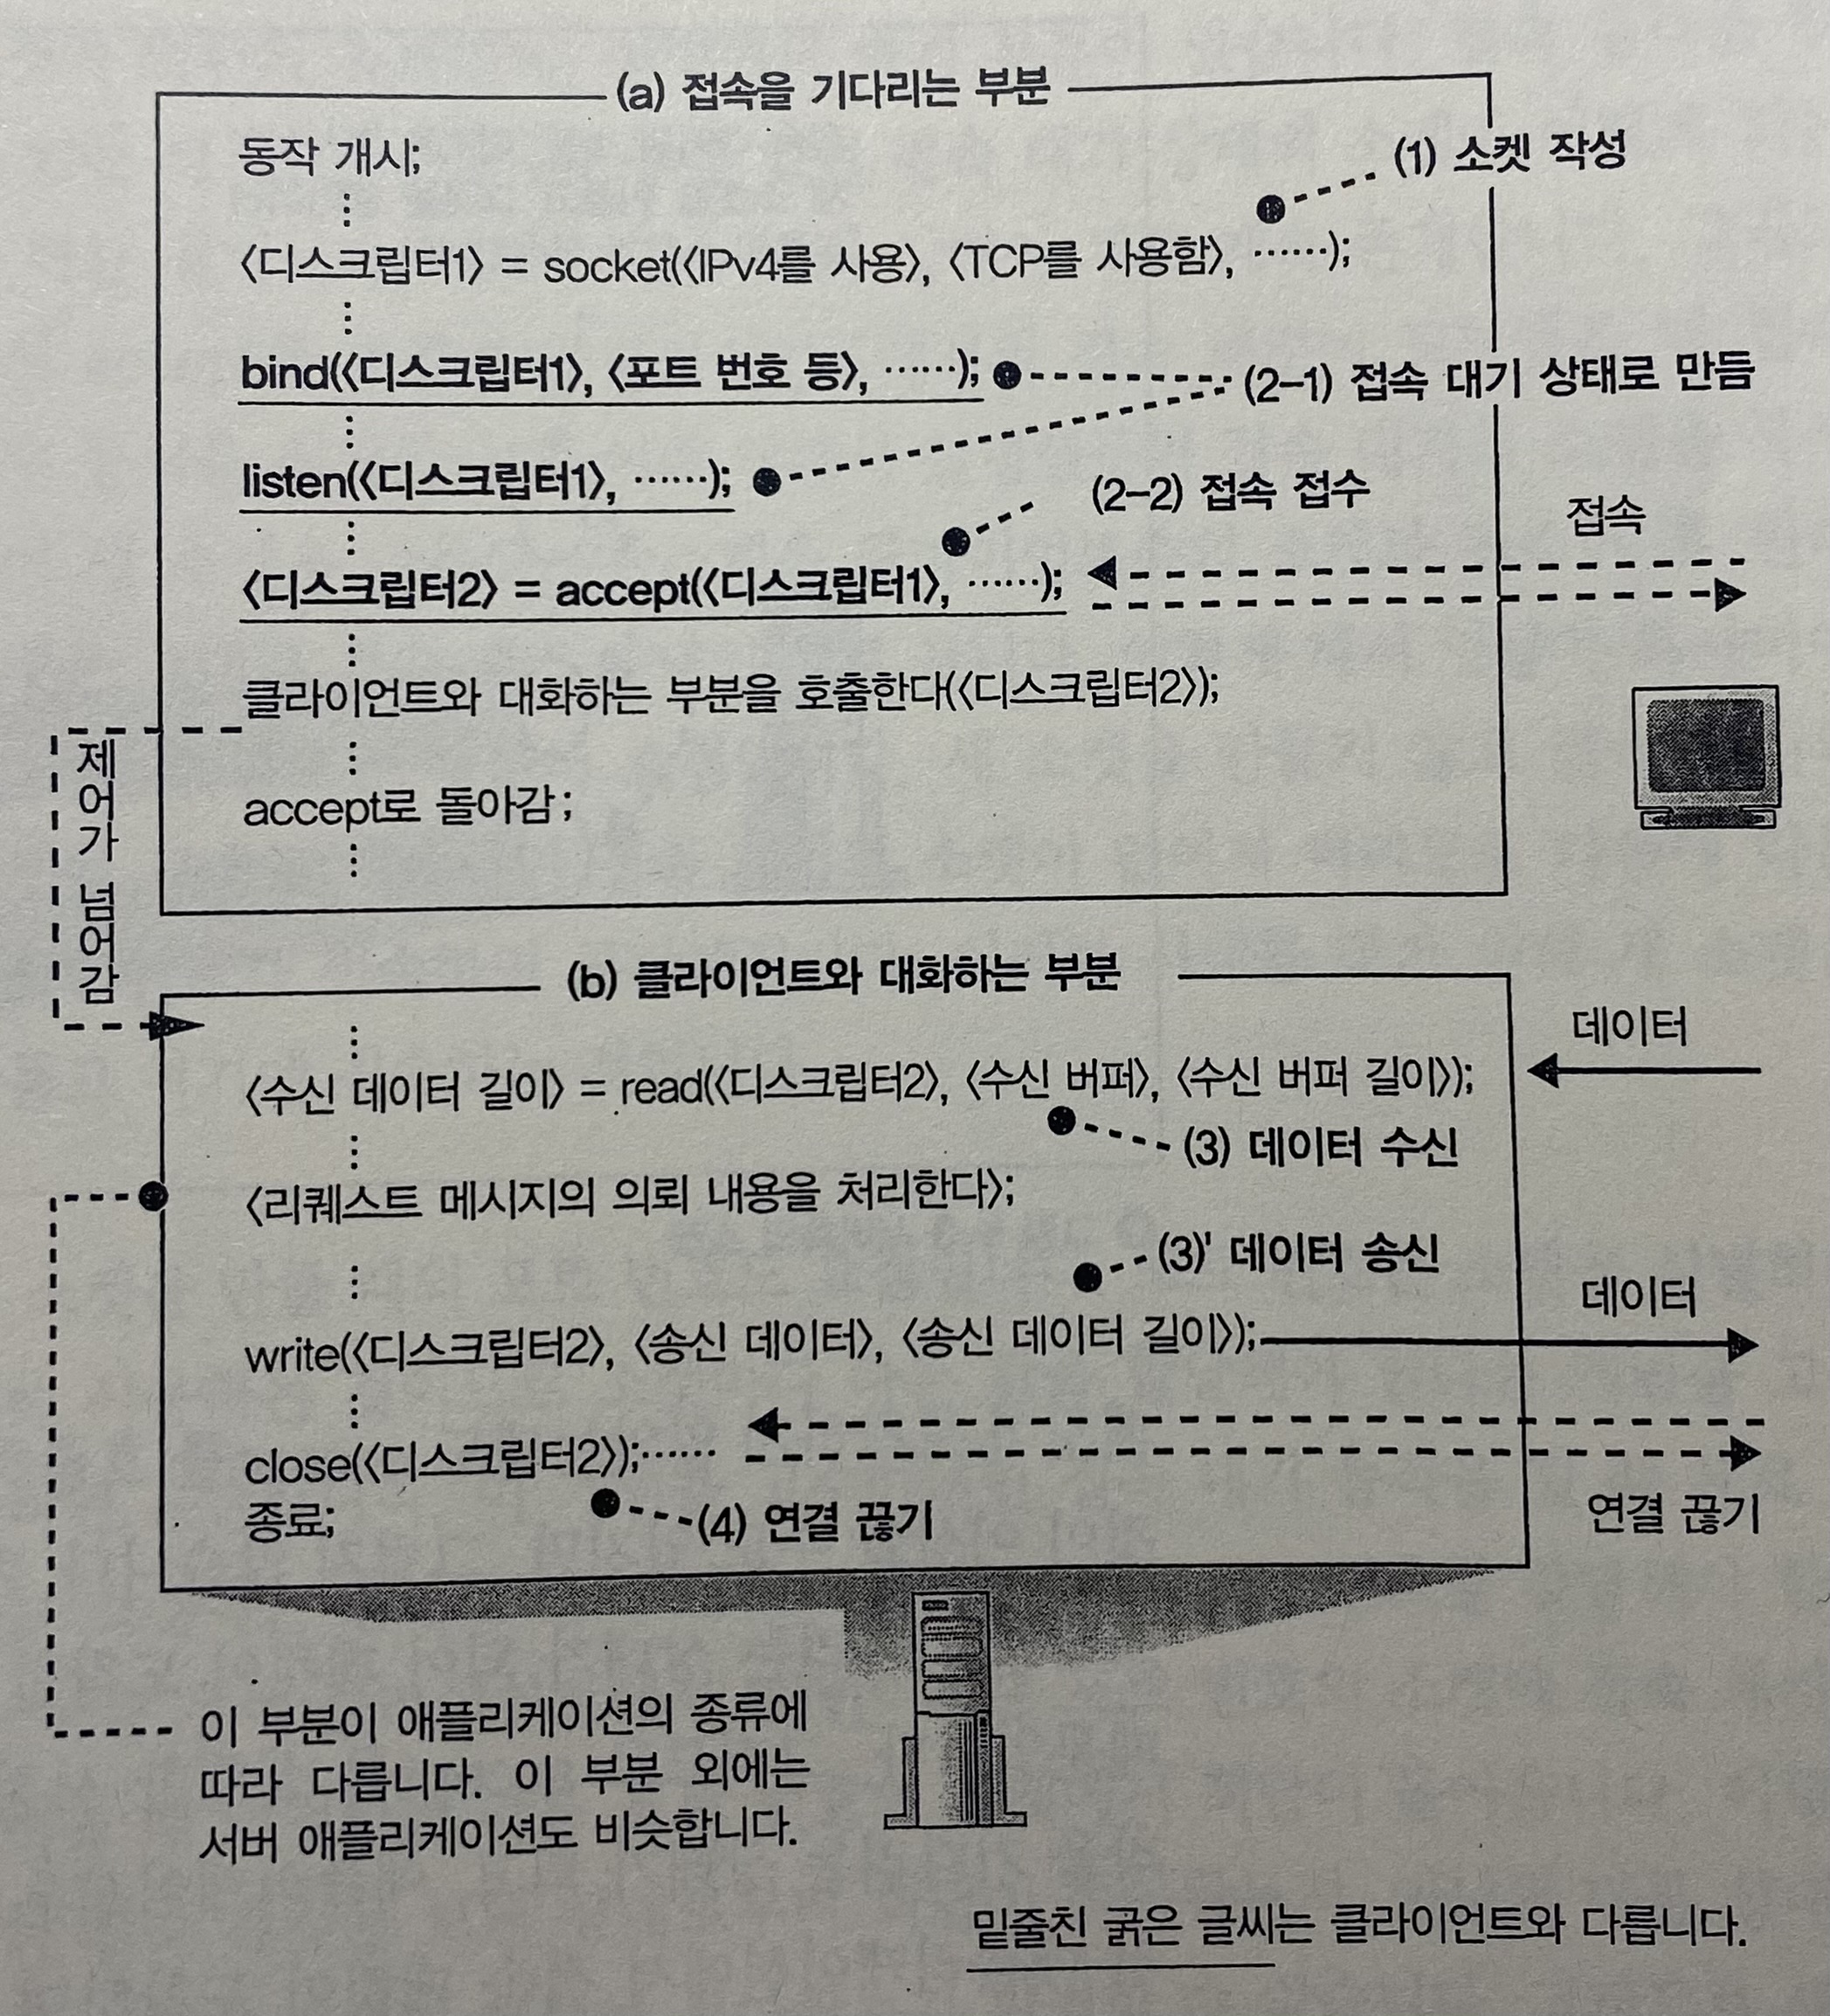 (a) 접속을 기다리는 부분
동작 개시;
(1) 소켓 작성
〈디스크립터1〉 = socket(〈IPv4를 사용〉, 〈TCP를 사용함〉, ……);
bind(〈디스크립터1〉, 〈포트 번호 등〉, ……);
(2-1) 접속 대기 상태로 만듬
listen(〈디스크립터1〉, ……);
(2-2) 접속 접수
접속
〈디스크립터2〉 = accept(〈디스크립터1〉, ……);
클라이언트와 대화하는 부분을 호출한다(〈디스크립터2〉);
제어가 넘어감
accept로 돌아감;
(b) 클라이언트와 대화하는 부분
데이터
〈수신 데이터 길이〉 = read(〈디스크립터2〉, 〈수신 버퍼〉, 〈수신 버퍼 길이〉);
(3) 데이터 수신
〈리퀘스트 메시지의 의뢰 내용을 처리한다〉;
(3)' 데이터 송신
데이터
write(〈디스크립터2〉, 〈송신 데이터〉, 〈송신 데이터 길이〉);
close(〈디스크립터2〉);……
종료;
(4) 연결 끊기
연결 끊기
이 부분이 애플리케이션의 종류에
따라 다릅니다. 이 부분 외에는
서버 애플리케이션도 비슷합니다.
밑줄친 굵은 글씨는 클라이언트와 다릅니다.